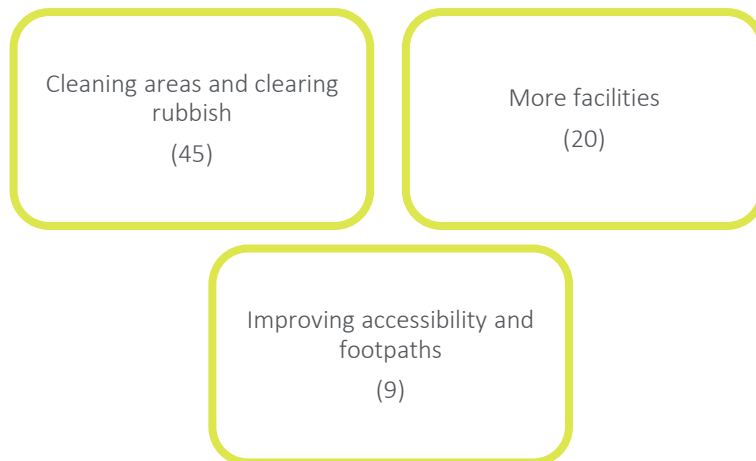 Cleaning areas and clearing
rubbish
(45)
More facilities
(20)
Improving accessibility and
footpaths
(9)